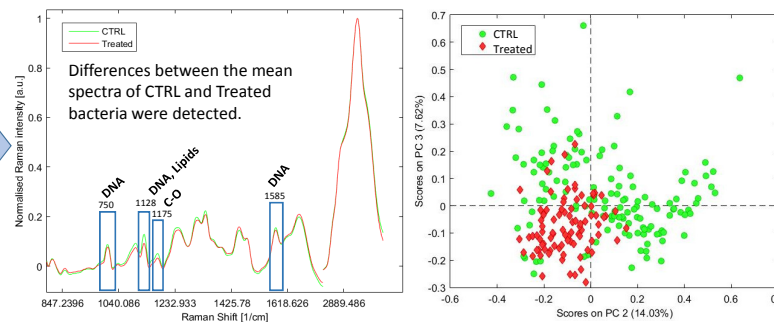 CTRL
Treated
Differences between the mean
spectra of CTRL and Treated
bacteria were detected.
DNA
750
DNA, Lipids
1128
C-O
1175
DNA
1585
Normalised Raman intensity [a.u.]
1
0.8
0.6
0.4
0.2
0
847.2396
1040.086
1232.933
1425.78
1618.626
2889.486
Raman Shift [1/cm]
CTRL
Treated
Scores on PC 3 (7.62%)
0.7
0.6
0.5
0.4
0.3
0.2
0.1
0
-0.1
-0.2
-0.3
-0.6
-0.4
-0.2
0
0.2
0.4
0.6
Scores on PC 2 (14.03%)